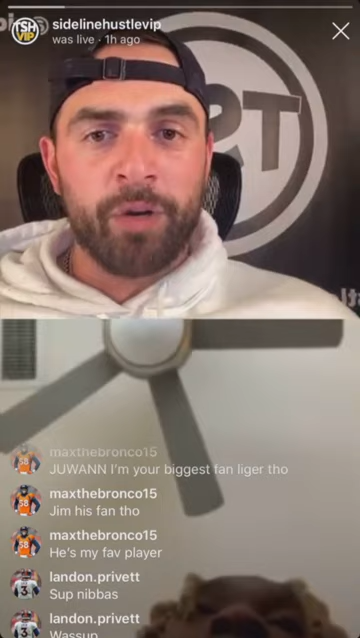 TSH
VIP
sidelinehustlevip
was live · 1h ago
maxthebronco15
JUWANN I'm your biggest fan liger tho
maxthebronco15
Jim his fan tho
maxthebronco15
He's my fav player
landon.privett
Sup nibbas
landon.privett
Wassup